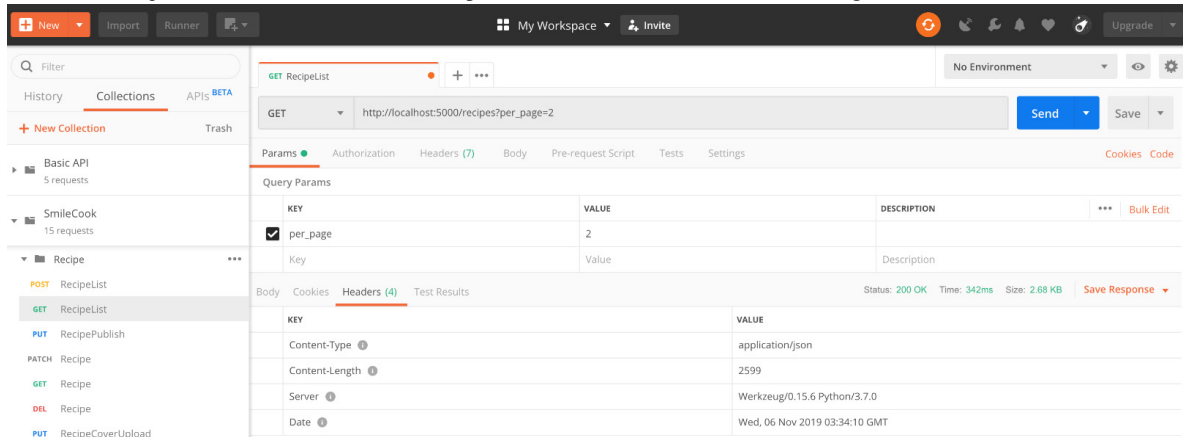 New Import Runner My Workspace Invite Upgrade
Filter
History Collections APIs BETA
+ New Collection Trash
Basic API
5 requests
SmileCook
15 requests
Recipe
POST RecipeList
GET RecipeList
PUT RecipePublish
PATCH Recipe
GET Recipe
DEL Recipe
PUT RecipeCoverUpload
GET RecipeList + ••• No Environment
GET http://localhost:5000/recipes?per_page=2 Send Save
Params Authorization Headers (7) Body Pre-request Script Tests Settings Cookies Code
Query Params
KEY VALUE DESCRIPTION ••• Bulk Edit
per_page 2
Key Value Description
Body Cookies Headers (4) Test Results Status: 200 OK Time: 342ms Size: 2.68 KB Save Response
KEY VALUE
Content-Type application/json
Content-Length 2599
Server Werkzeug/0.15.6 Python/3.7.0
Date Wed, 06 Nov 2019 03:34:10 GMT